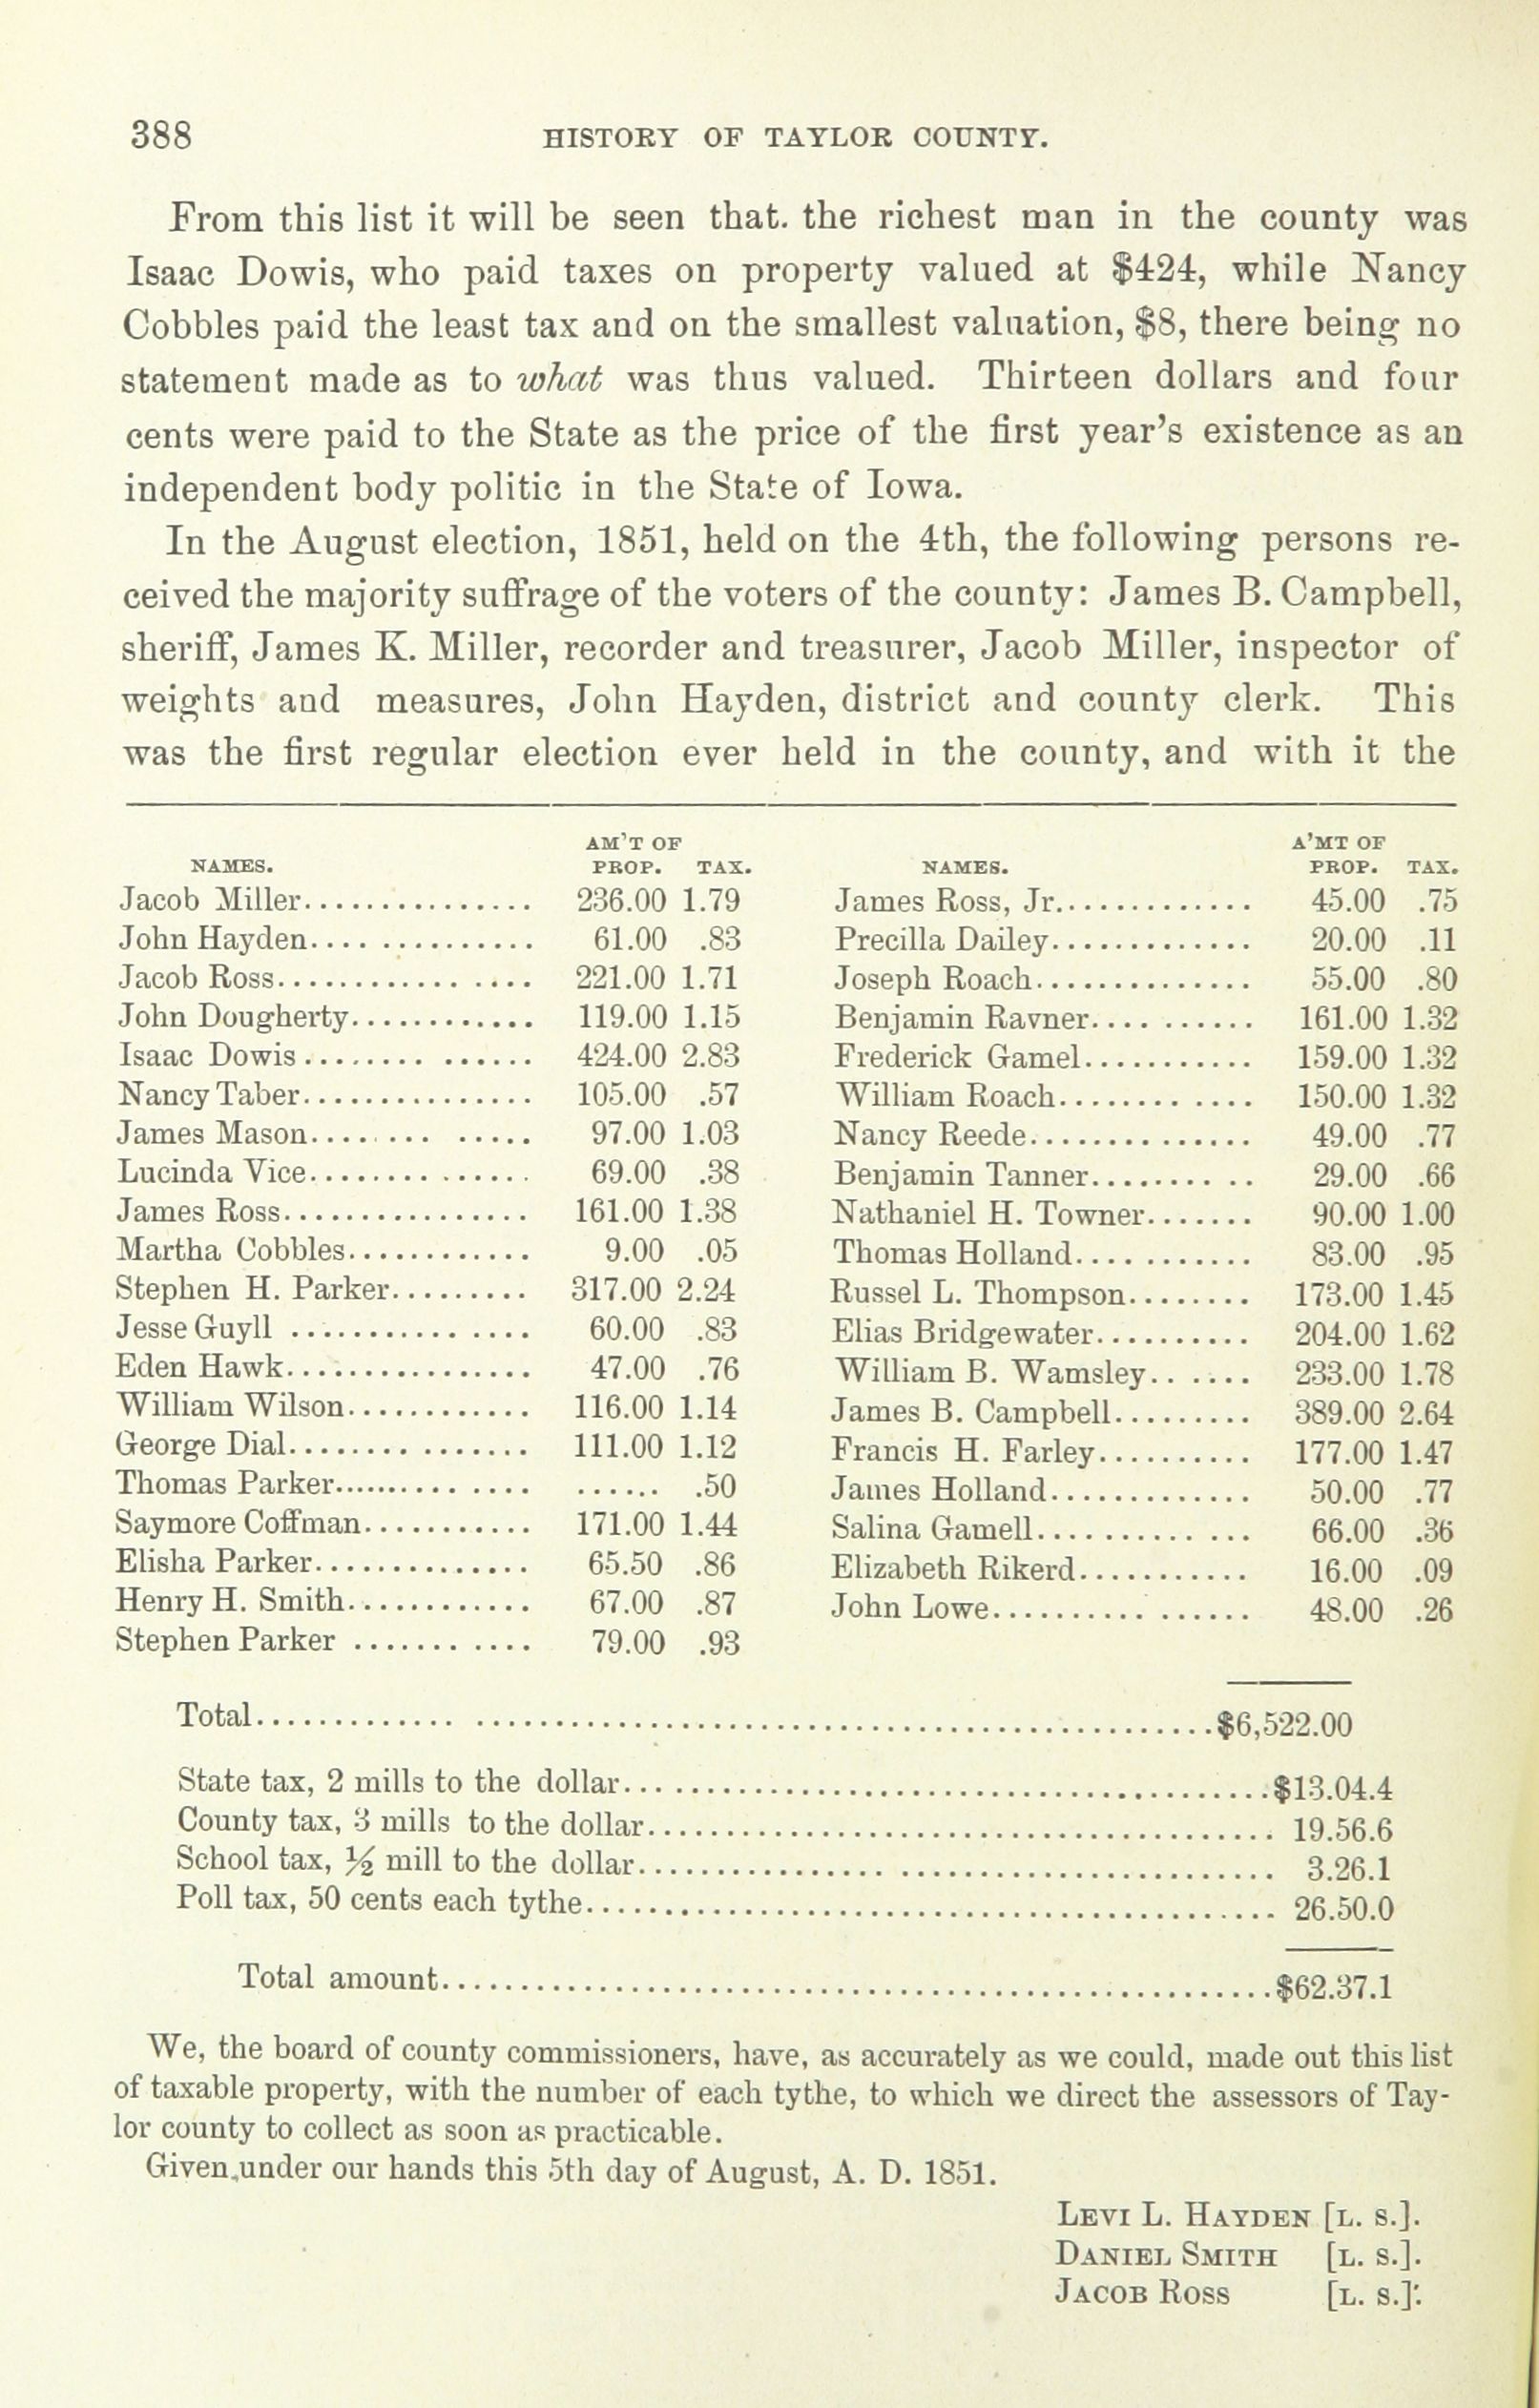 388 HISTORY OF TAYLOR COUNTY.
From this list it will be seen that. the richest man in the county was
Isaac Dowis, who paid taxes on property valued at $424, while Nancy
Cobbles paid the least tax and on the smallest valuation, $8, there being no
statement made as to what was thus valued. Thirteen dollars and four
cents were paid to the State as the price of the first year's existence as an
independent body politic in the State of Iowa.
In the August election, 1851, held on the 4th, the following persons re-
ceived the majority suffrage of the voters of the county: James B. Campbell,
sheriff, James K. Miller, recorder and treasurer, Jacob Miller, inspector of
weights and measures, John Hayden, district and county clerk. This
was the first regular election ever held in the county, and with it the
AM'T OF
NAMES. PROP. TAX.
Jacob Miller............... 236.00 1.79
John Hayden.............. 61.00 .83
Jacob Ross................ 221.00 1.71
John Dougherty............ 119.00 1.15
Isaac Dowis.............. 424.00 2.83
Nancy Taber............... 105.00 .57
James Mason............. 97.00 1.03
Lucinda Vice.............. 69.00 .38
James Ross................ 161.00 1.38
Martha Cobbles............ 9.00 .05
Stephen H. Parker......... 317.00 2.24
Jesse Guyll ............... 60.00 .83
Eden Hawk................ 47.00 .76
William Wilson............ 116.00 1.14
George Dial............... 111.00 1.12
Thomas Parker.............. ...... .50
Saymore Coffman........... 171.00 1.44
Elisha Parker.............. 65.50 .86
Henry H. Smith............ 67.00 .87
Stephen Parker ........... 79.00 .93
A'MT OF
NAMES. PROP. TAX.
James Ross, Jr............. 45.00 .75
Precilla Dailey............. 20.00 .11
Joseph Roach.............. 55.00 .80
Benjamin Ravner.......... 161.00 1.32
Frederick Gamel........... 159.00 1.32
William Roach............ 150.00 1.32
Nancy Reede.............. 49.00 .77
Benjamin Tanner.......... 29.00 .66
Nathaniel H. Towner....... 90.00 1.00
Thomas Holland........... 83.00 .95
Russel L. Thompson........ 173.00 1.45
Elias Bridgewater.......... 204.00 1.62
William B. Wamsley...... 233.00 1.78
James B. Campbell......... 389.00 2.64
Francis H. Farley.......... 177.00 1.47
James Holland............. 50.00 .77
Salina Gamell............. 66.00 .36
Elizabeth Rikerd........... 16.00 .09
John Lowe................ 48.00 .26
Total............................................................$6,522.00
State tax, 2 mills to the dollar..........................................$13.04.4
County tax, 3 mills to the dollar........................................ 19.56.6
School tax, ½ mill to the dollar........................................ 3.26.1
Poll tax, 50 cents each tythe............................................ 26.50.0
Total amount.....................................................$62.37.1
We, the board of county commissioners, have, as accurately as we could, made out this list
of taxable property, with the number of each tythe, to which we direct the assessors of Tay-
lor county to collect as soon as practicable.
Given under our hands this 5th day of August, A. D. 1851.
LEVI L. HAYDEN [L. S.].
DANIEL SMITH [L. S.].
JACOB ROSS [L. S.].